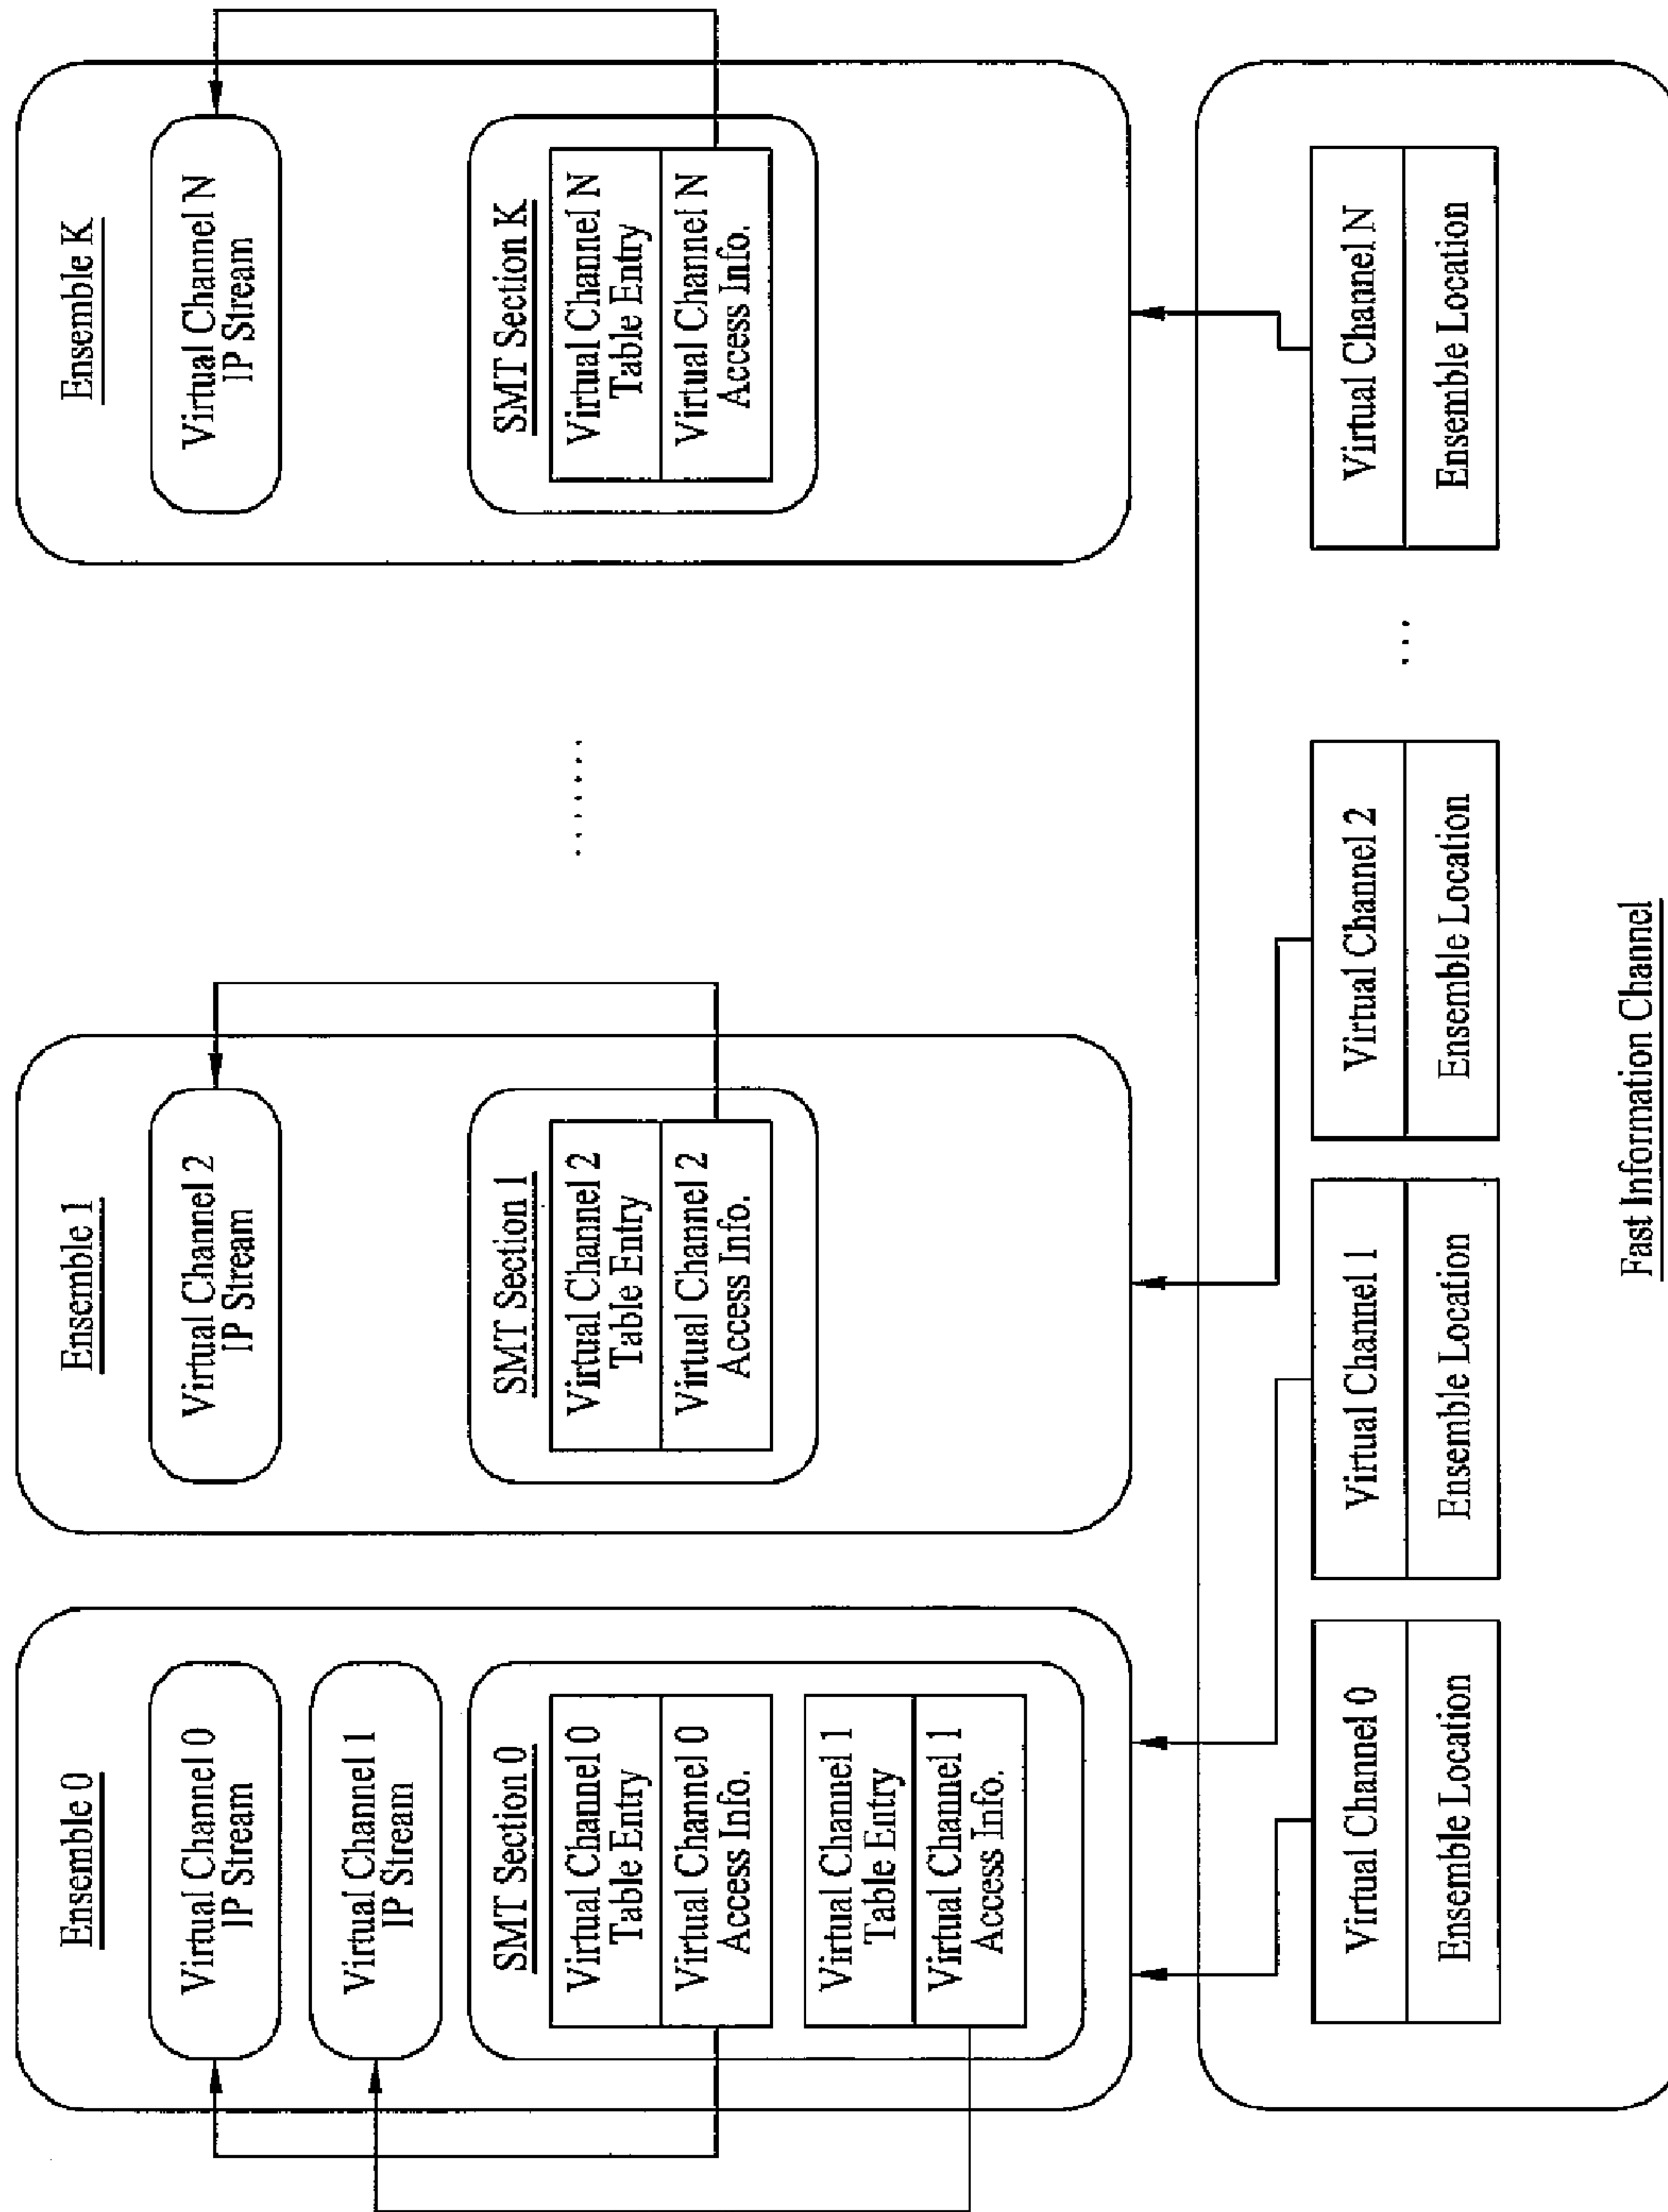 Ensemble 0
Virtual Channel 0
IP Stream
Virtual Channel 1
IP Stream
SMT Section 0
Virtual Channel 0
Table Entry
Virtual Channel 0
Access Info.
Virtual Channel 1
Table Entry
Virtual Channel 1
Access Info.
Ensemble 1
Virtual Channel 2
IP Stream
SMT Section 1
Virtual Channel 2
Table Entry
Virtual Channel 2
Access Info.
.......
Ensemble K
Virtual Channel N
IP Stream
SMT Section K
Virtual Channel N
Table Entry
Virtual Channel N
Access Info.
Virtual Channel 0
Ensemble Location
Virtual Channel 1
Ensemble Location
Virtual Channel 2
Ensemble Location
...
Virtual Channel N
Ensemble Location
Fast Information Channel